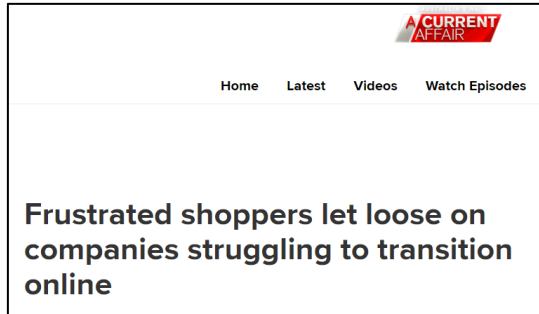 A CURRENT
AFFAIR
Home Latest Videos Watch Episodes
Frustrated shoppers let loose on
companies struggling to transition
online